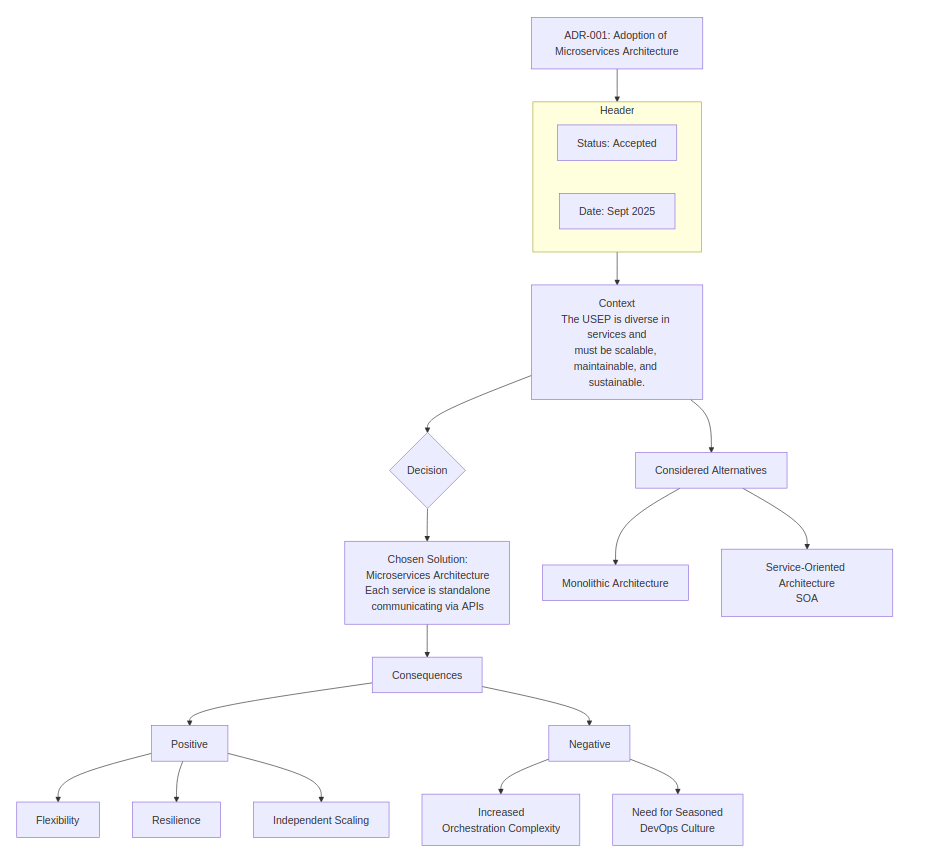 ADR-001: Adoption of
Microservices Architecture
Header
Status: Accepted
Date: Sept 2025
Context
The USEP is diverse in
services and
must be scalable,
maintainable, and
sustainable.
Decision
Considered Alternatives
Chosen Solution:
Microservices Architecture
Each service is standalone
communicating via APIs
Monolithic Architecture
Service-Oriented
Architecture
SOA
Consequences
Positive
Negative
Flexibility
Resilience
Independent Scaling
Increased
Orchestration Complexity
Need for Seasoned
DevOps Culture